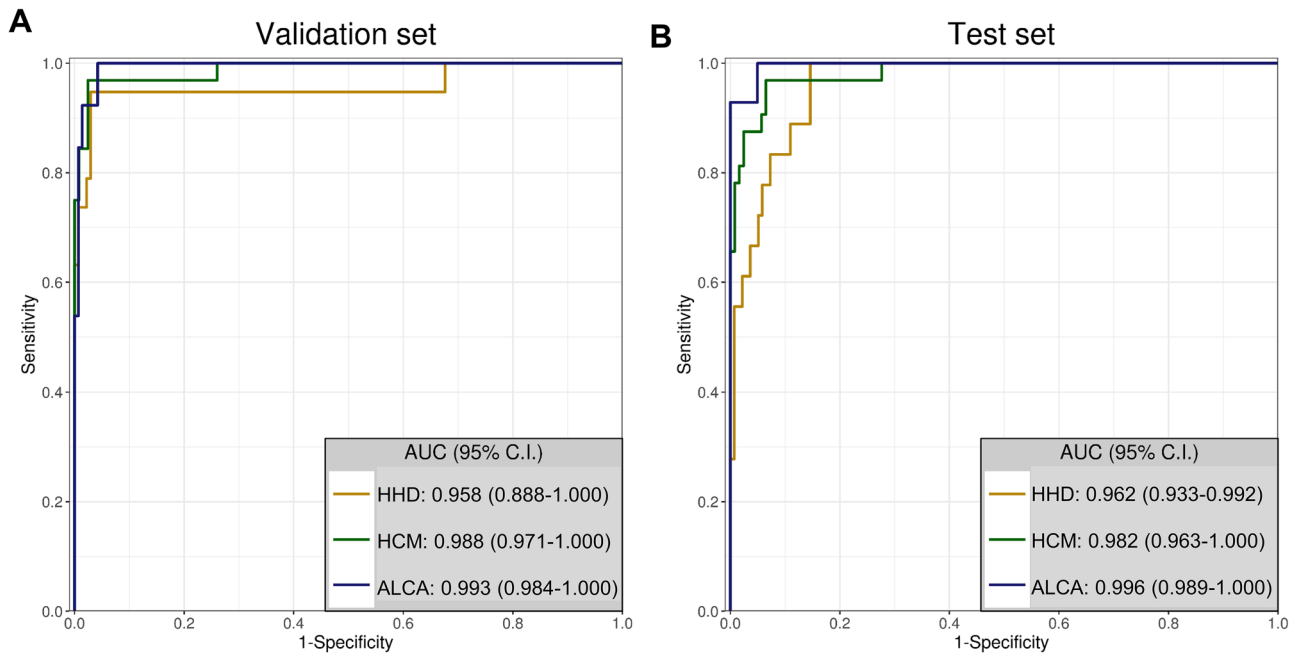 A
Validation set
1.0
0.8
0.6
0.4
0.2
0.0
Sensitivity
0.0 0.2 0.4 0.6 0.8 1.0
1-Specificity
AUC (95% C.I.)
HHD: 0.958 (0.888-1.000)
HCM: 0.988 (0.971-1.000)
ALCA: 0.993 (0.984-1.000)
B
Test set
1.0
0.8
0.6
0.4
0.2
0.0
Sensitivity
0.0 0.2 0.4 0.6 0.8 1.0
1-Specificity
AUC (95% C.I.)
HHD: 0.962 (0.933-0.992)
HCM: 0.982 (0.963-1.000)
ALCA: 0.996 (0.989-1.000)